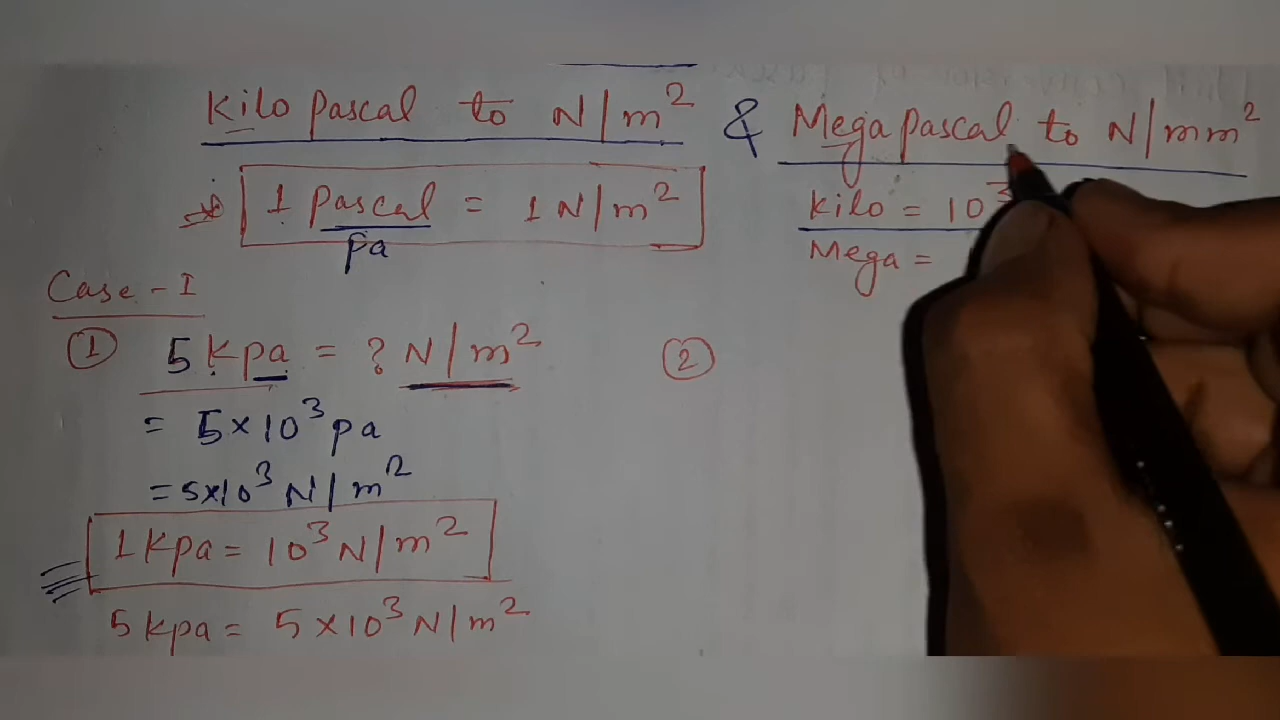 Kilo pascal to N/m² & Mega pascal to N/mm²
1 Pascal = 1 N/m²
pa
Kilo = 10³
Mega =
Case - I
① 5 kpa = ? N/m²
= 5×10³ pa
= 5×10³ N/m²
1 kpa = 10³ N/m²
5 kpa = 5×10³ N/m²
②